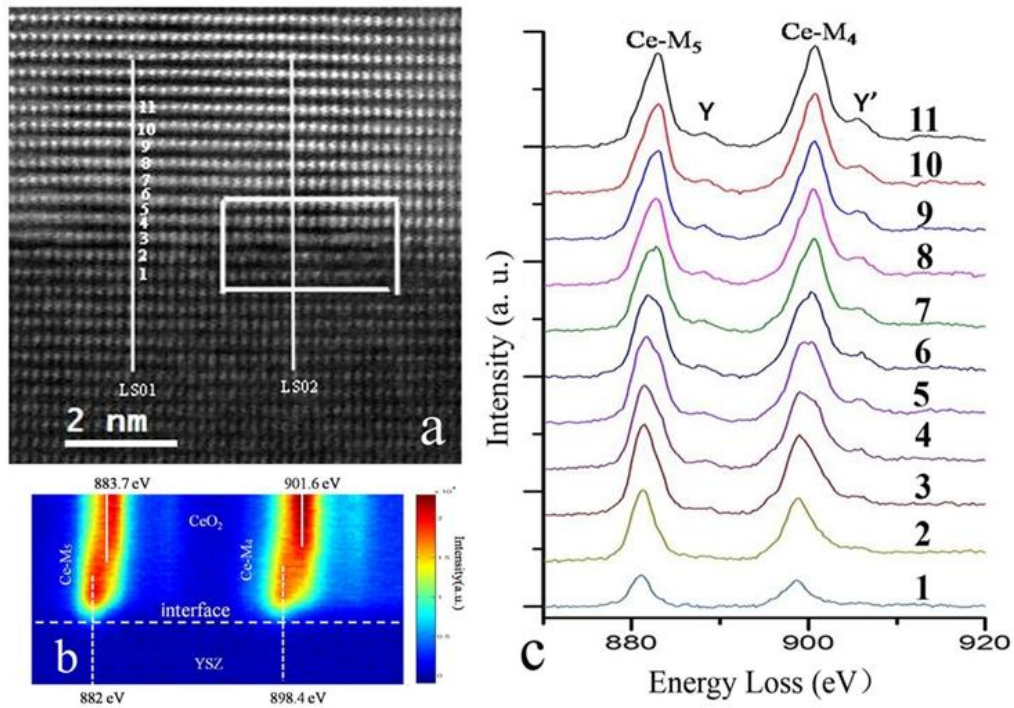 11
10
9
8
7
6
5
4
3
2
1
LS01
LS02
2 nm
a
883.7 eV
901.6 eV
CeO₂
Ce-M₅
Ce-M₄
interface
YSZ
b
882 eV
898.4 eV
Intensity(a.u.)
c
Ce-M₅
Ce-M₄
Y
Y'
11
10
9
8
7
6
5
4
3
2
1
Intensity (a. u.)
880
900
920
Energy Loss (eV)